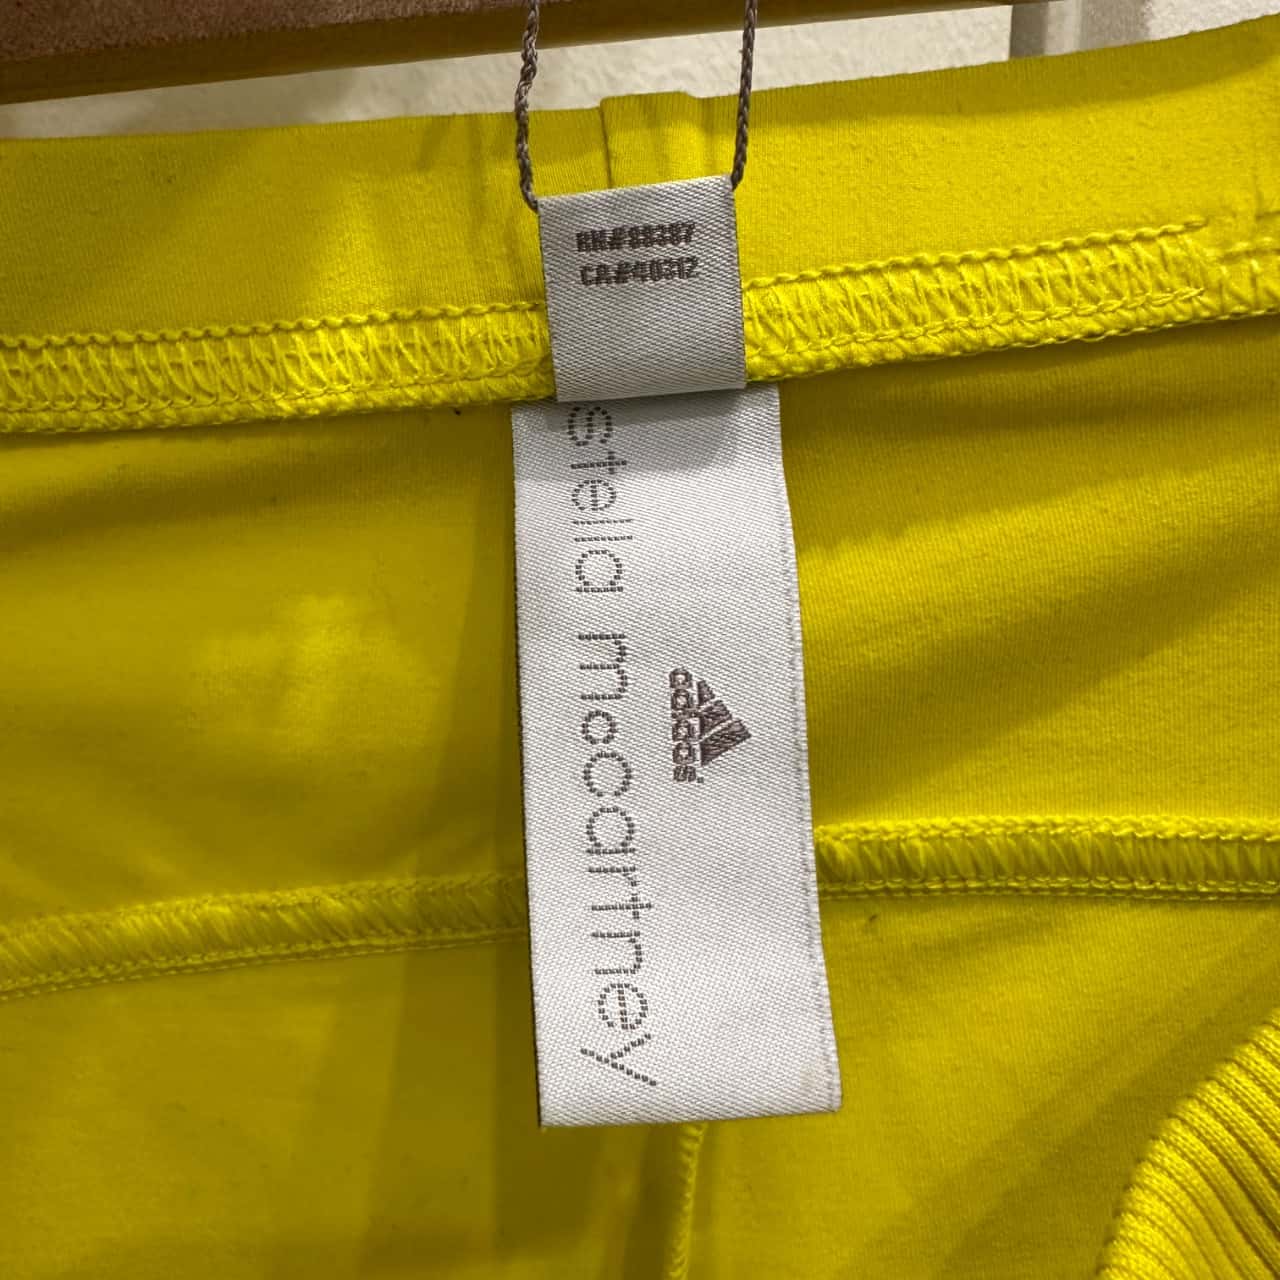 RN#88387
CA#40312
stella mccartney
adidas